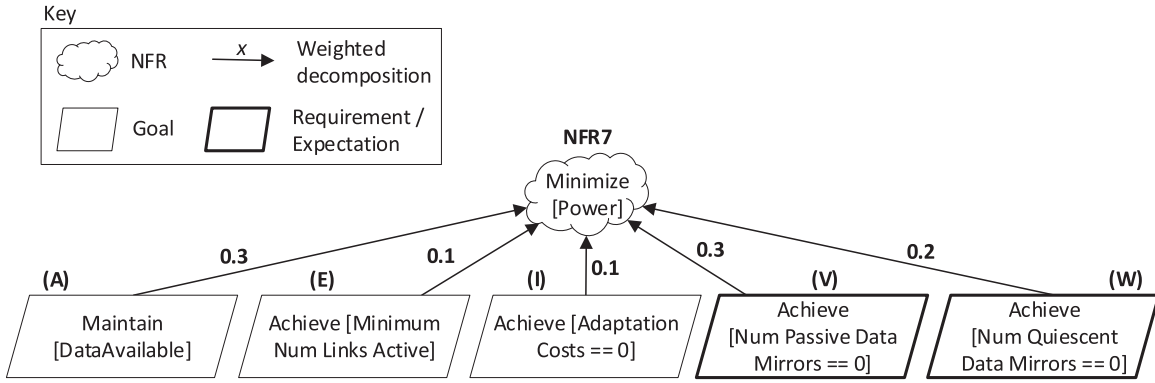 Key
NFR
x
Weighted
decomposition
Goal
Requirement /
Expectation
NFR7
Minimize
[Power]
0.3
0.1
0.1
0.3
0.2
(A)
(E)
(I)
(V)
(W)
Maintain
[DataAvailable]
Achieve [Minimum
Num Links Active]
Achieve [Adaptation
Costs == 0]
Achieve
[Num Passive Data
Mirrors == 0]
Achieve
[Num Quiescent
Data Mirrors == 0]